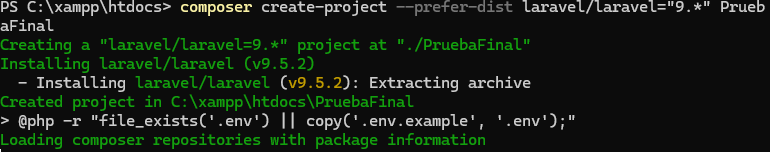 PS C:\xampp\htdocs> composer create-project --prefer-dist laravel/laravel="9.*" Prueb
aFinal
Creating a "laravel/laravel=9.*" project at "./PruebaFinal"
Installing laravel/laravel (v9.5.2)
  - Installing laravel/laravel (v9.5.2): Extracting archive
Created project in C:\xampp\htdocs\PruebaFinal
> @php -r "file_exists('.env') || copy('.env.example', '.env');"
Loading composer repositories with package information